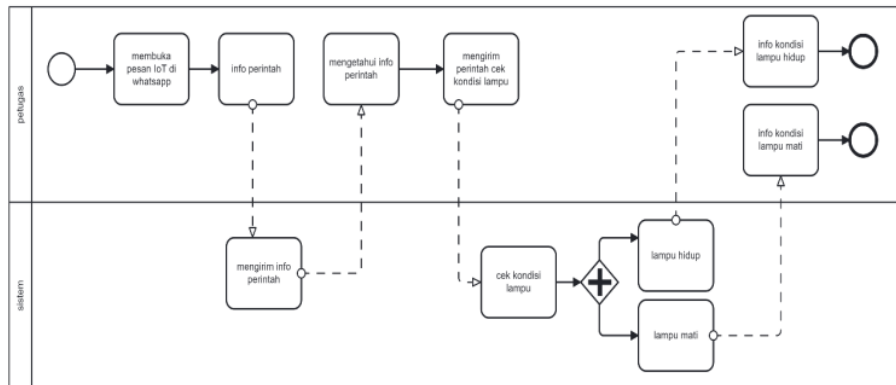 petugas
membuka
pesan IoT di
whatsapp
info perintah
mengetahui info
perintah
mengirim
perintah cek
kondisi lampu
info kondisi
lampu hidup
info kondisi
lampu mati
sistem
mengirim info
perintah
cek kondisi
lampu
lampu hidup
lampu mati